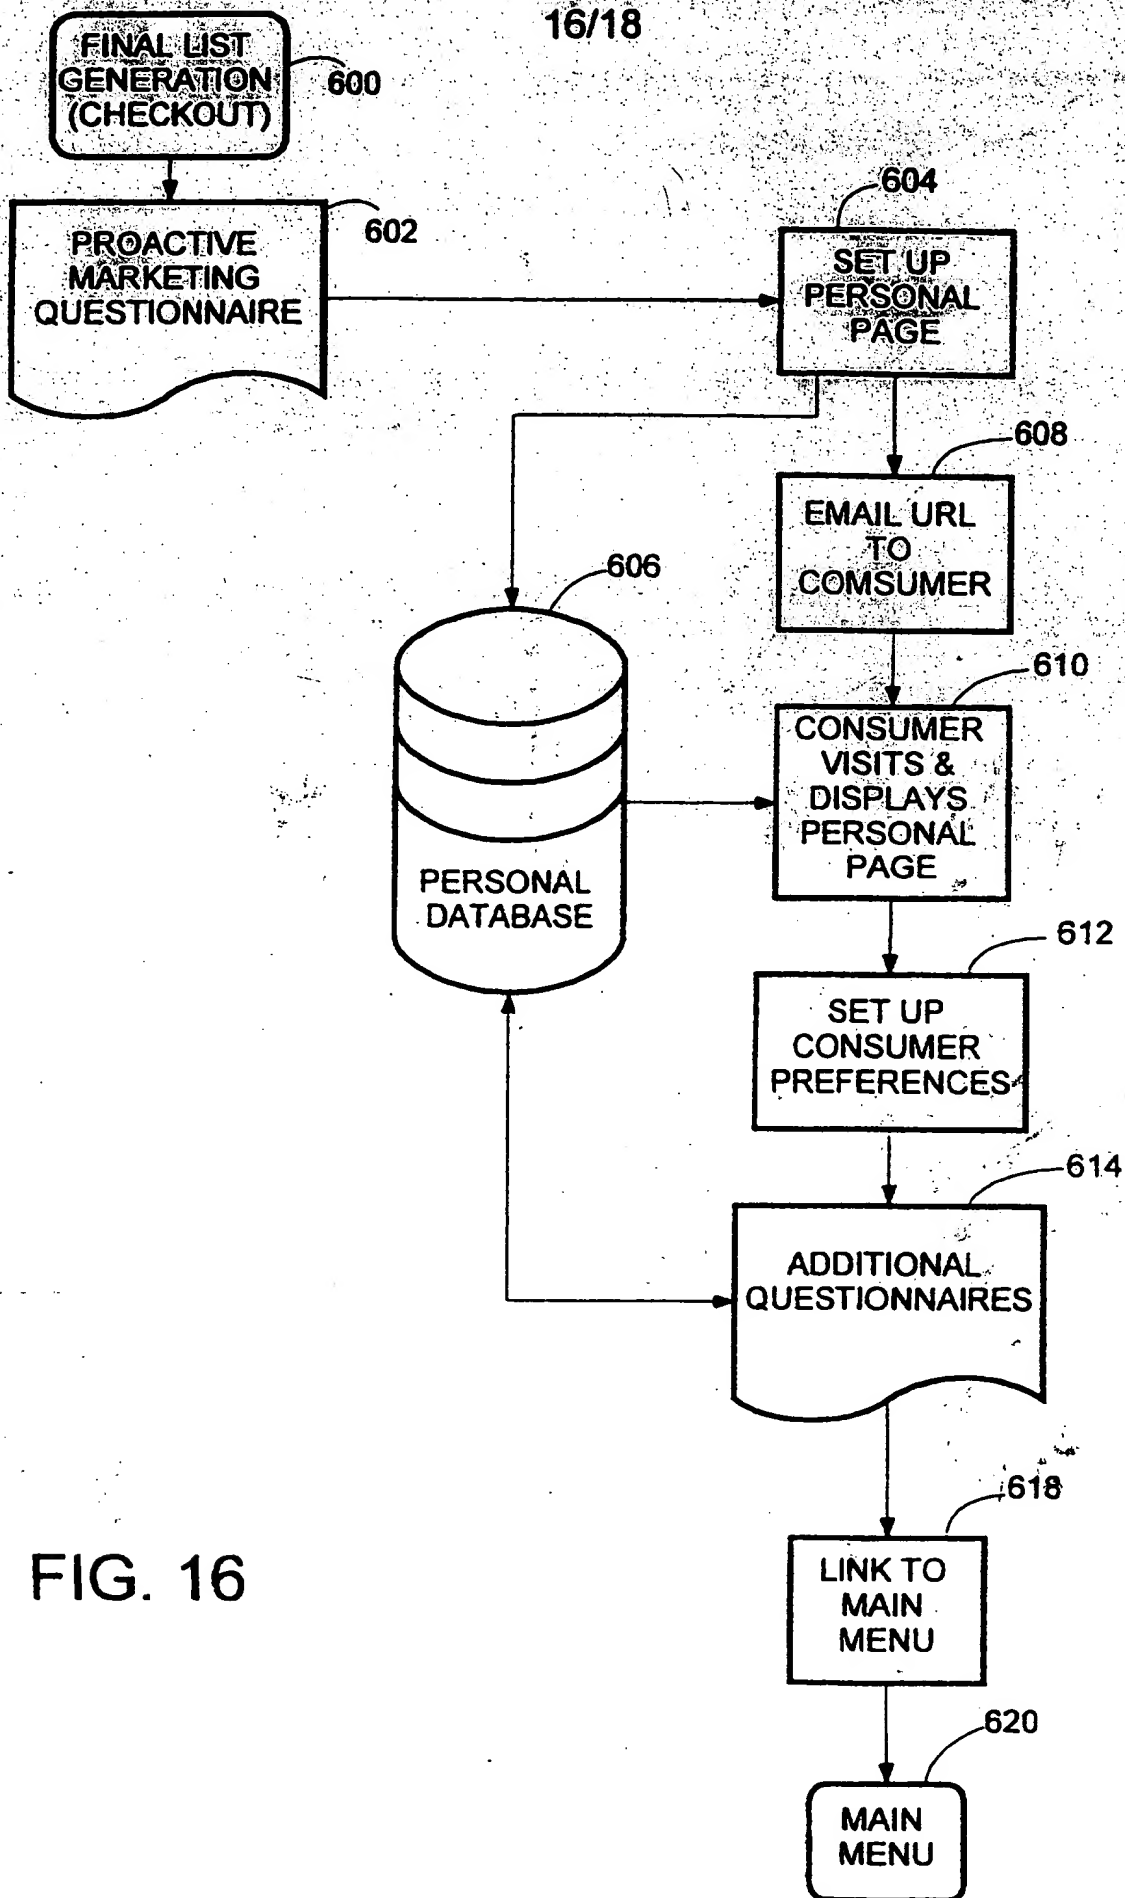 16/18
FINAL LIST
GENERATION
(CHECKOUT)
600
PROACTIVE
MARKETING
QUESTIONNAIRE
602
604
SET UP
PERSONAL
PAGE
608
EMAIL URL
TO
COMSUMER
606
PERSONAL
DATABASE
610
CONSUMER
VISITS &
DISPLAYS
PERSONAL
PAGE
612
SET UP
CONSUMER
PREFERENCES
614
ADDITIONAL
QUESTIONNAIRES
618
LINK TO
MAIN
MENU
620
MAIN
MENU
FIG. 16